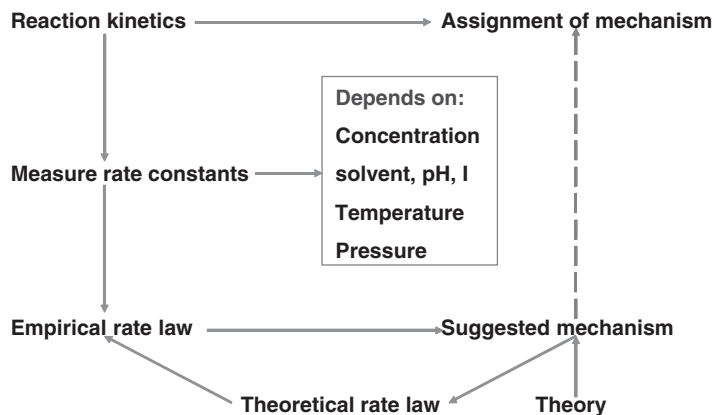 Reaction kinetics
Assignment of mechanism
Depends on:
Concentration
Measure rate constants
solvent, pH, I
Temperature
Pressure
Empirical rate law
Suggested mechanism
Theoretical rate law
Theory